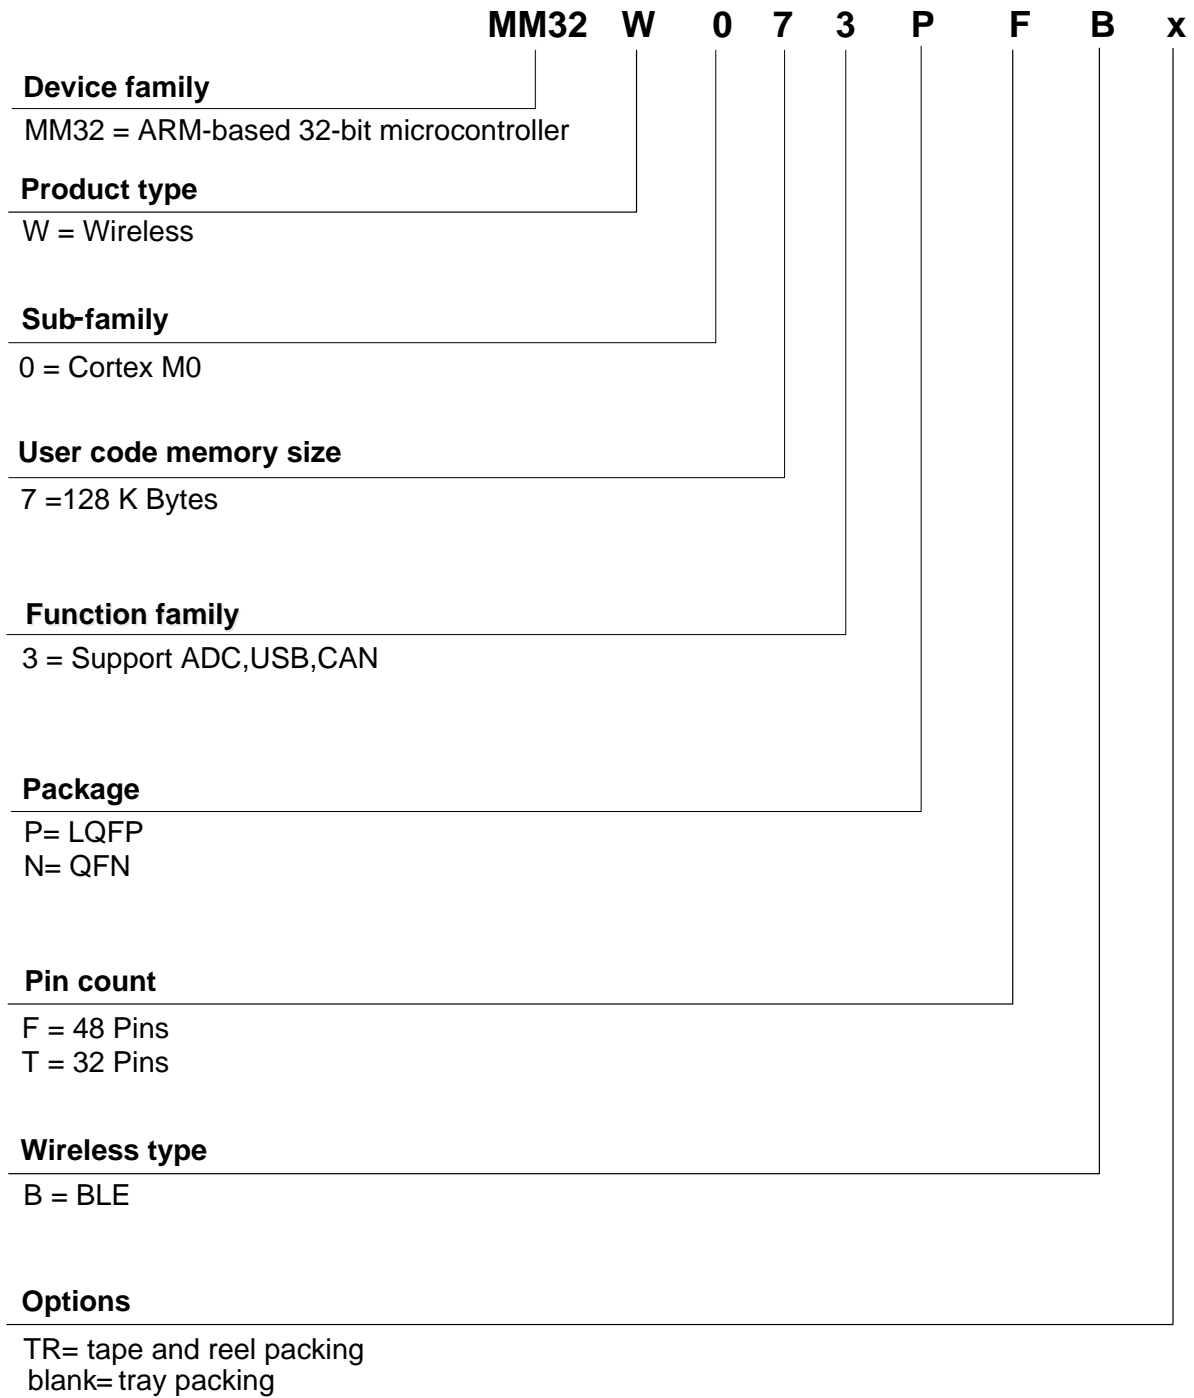 MM32 W 0 7 3 P F B x
Device family
MM32 = ARM-based 32-bit microcontroller
Product type
W = Wireless
Sub-family
0 = Cortex M0
User code memory size
7 =128 K Bytes
Function family
3 = Support ADC,USB,CAN
Package
P= LQFP
N= QFN
Pin count
F = 48 Pins
T = 32 Pins
Wireless type
B = BLE
Options
TR= tape and reel packing
blank= tray packing